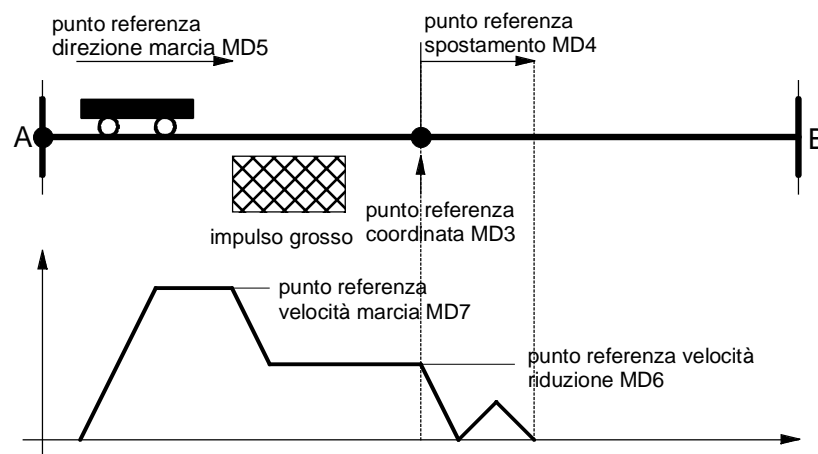 punto referenza
direzione marcia MD5
punto referenza
spostamento MD4
A
B
punto referenza
coordinata MD3
impulso grosso
punto referenza
velocità marcia MD7
punto referenza velocità
riduzione MD6